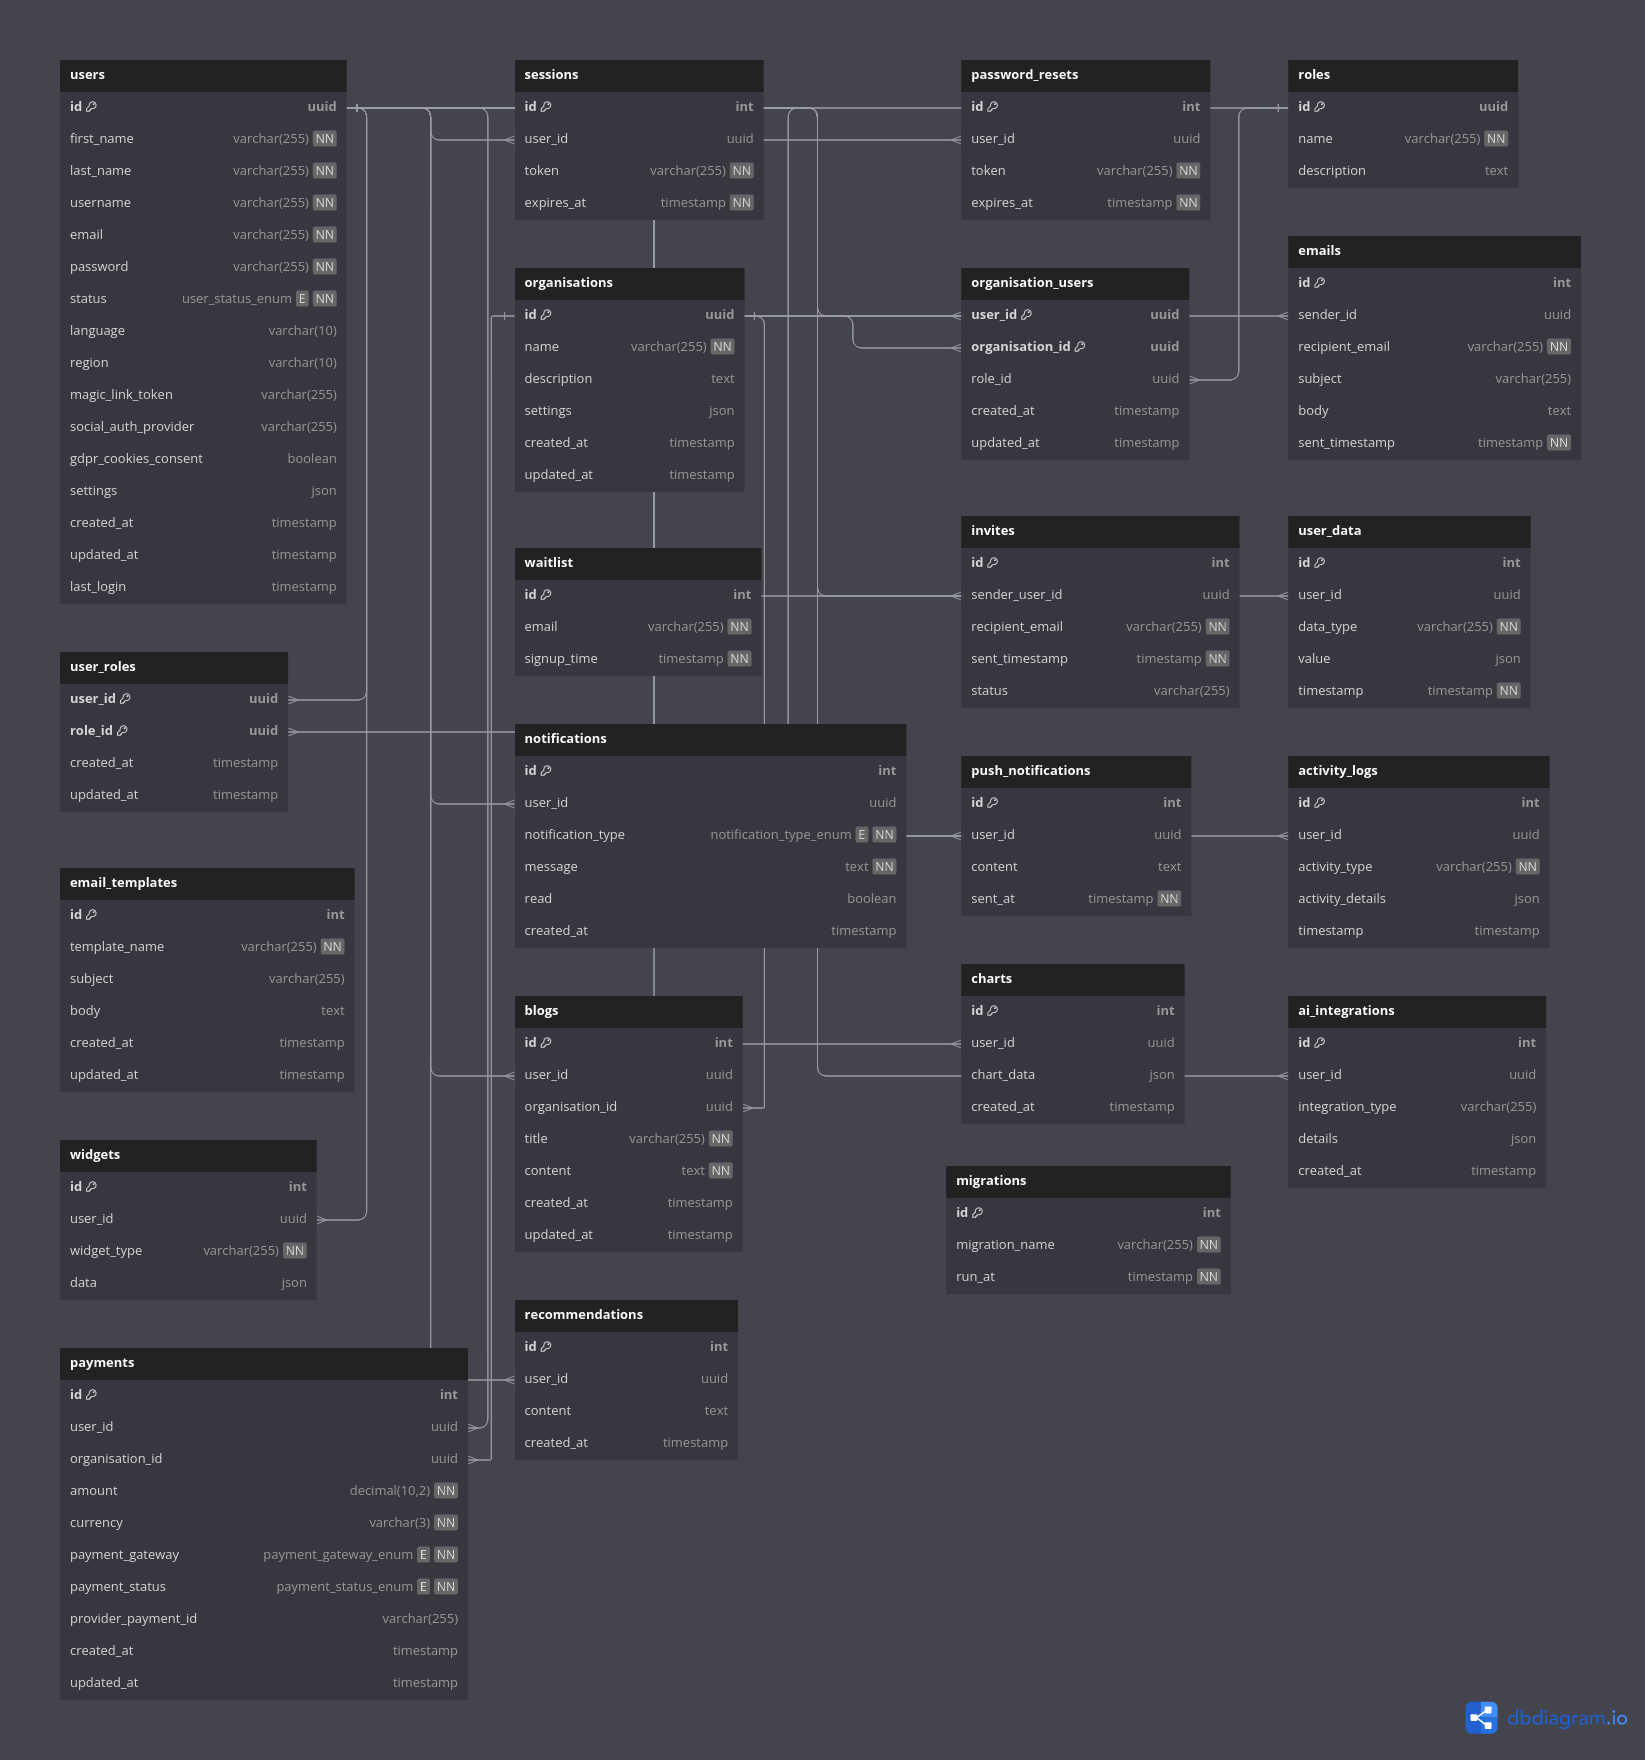 users
id uuid
first_name varchar(255) NN
last_name varchar(255) NN
username varchar(255) NN
email varchar(255) NN
password varchar(255) NN
status user_status_enum E NN
language varchar(10)
region varchar(10)
magic_link_token varchar(255)
social_auth_provider varchar(255)
gdpr_cookies_consent boolean
settings json
created_at timestamp
updated_at timestamp
last_login timestamp
user_roles
user_id uuid
role_id uuid
created_at timestamp
updated_at timestamp
email_templates
id int
template_name varchar(255) NN
subject varchar(255)
body text
created_at timestamp
updated_at timestamp
widgets
id int
user_id uuid
widget_type varchar(255) NN
data json
payments
id int
user_id uuid
organisation_id uuid
amount decimal(10,2) NN
currency varchar(3) NN
payment_gateway payment_gateway_enum E NN
payment_status payment_status_enum E NN
provider_payment_id varchar(255)
created_at timestamp
updated_at timestamp
sessions
id int
user_id uuid
token varchar(255) NN
expires_at timestamp NN
organisations
id uuid
name varchar(255) NN
description text
settings json
created_at timestamp
updated_at timestamp
waitlist
id int
email varchar(255) NN
signup_time timestamp NN
notifications
id int
user_id uuid
notification_type notification_type_enum E NN
message text NN
read boolean
created_at timestamp
blogs
id int
user_id uuid
organisation_id uuid
title varchar(255) NN
content text NN
created_at timestamp
updated_at timestamp
recommendations
id int
user_id uuid
content text
created_at timestamp
password_resets
id int
user_id uuid
token varchar(255) NN
expires_at timestamp NN
organisation_users
user_id uuid
organisation_id uuid
role_id uuid
created_at timestamp
updated_at timestamp
invites
id int
sender_user_id uuid
recipient_email varchar(255) NN
sent_timestamp timestamp NN
status varchar(255)
push_notifications
id int
user_id uuid
content text
sent_at timestamp NN
charts
id int
user_id uuid
chart_data json
created_at timestamp
migrations
id int
migration_name varchar(255) NN
run_at timestamp NN
roles
id uuid
name varchar(255) NN
description text
emails
id int
sender_id uuid
recipient_email varchar(255) NN
subject varchar(255)
body text
sent_timestamp timestamp NN
user_data
id int
user_id uuid
data_type varchar(255) NN
value json
timestamp timestamp NN
activity_logs
id int
user_id uuid
activity_type varchar(255) NN
activity_details json
timestamp timestamp
ai_integrations
id int
user_id uuid
integration_type varchar(255)
details json
created_at timestamp
dbdiagram.io